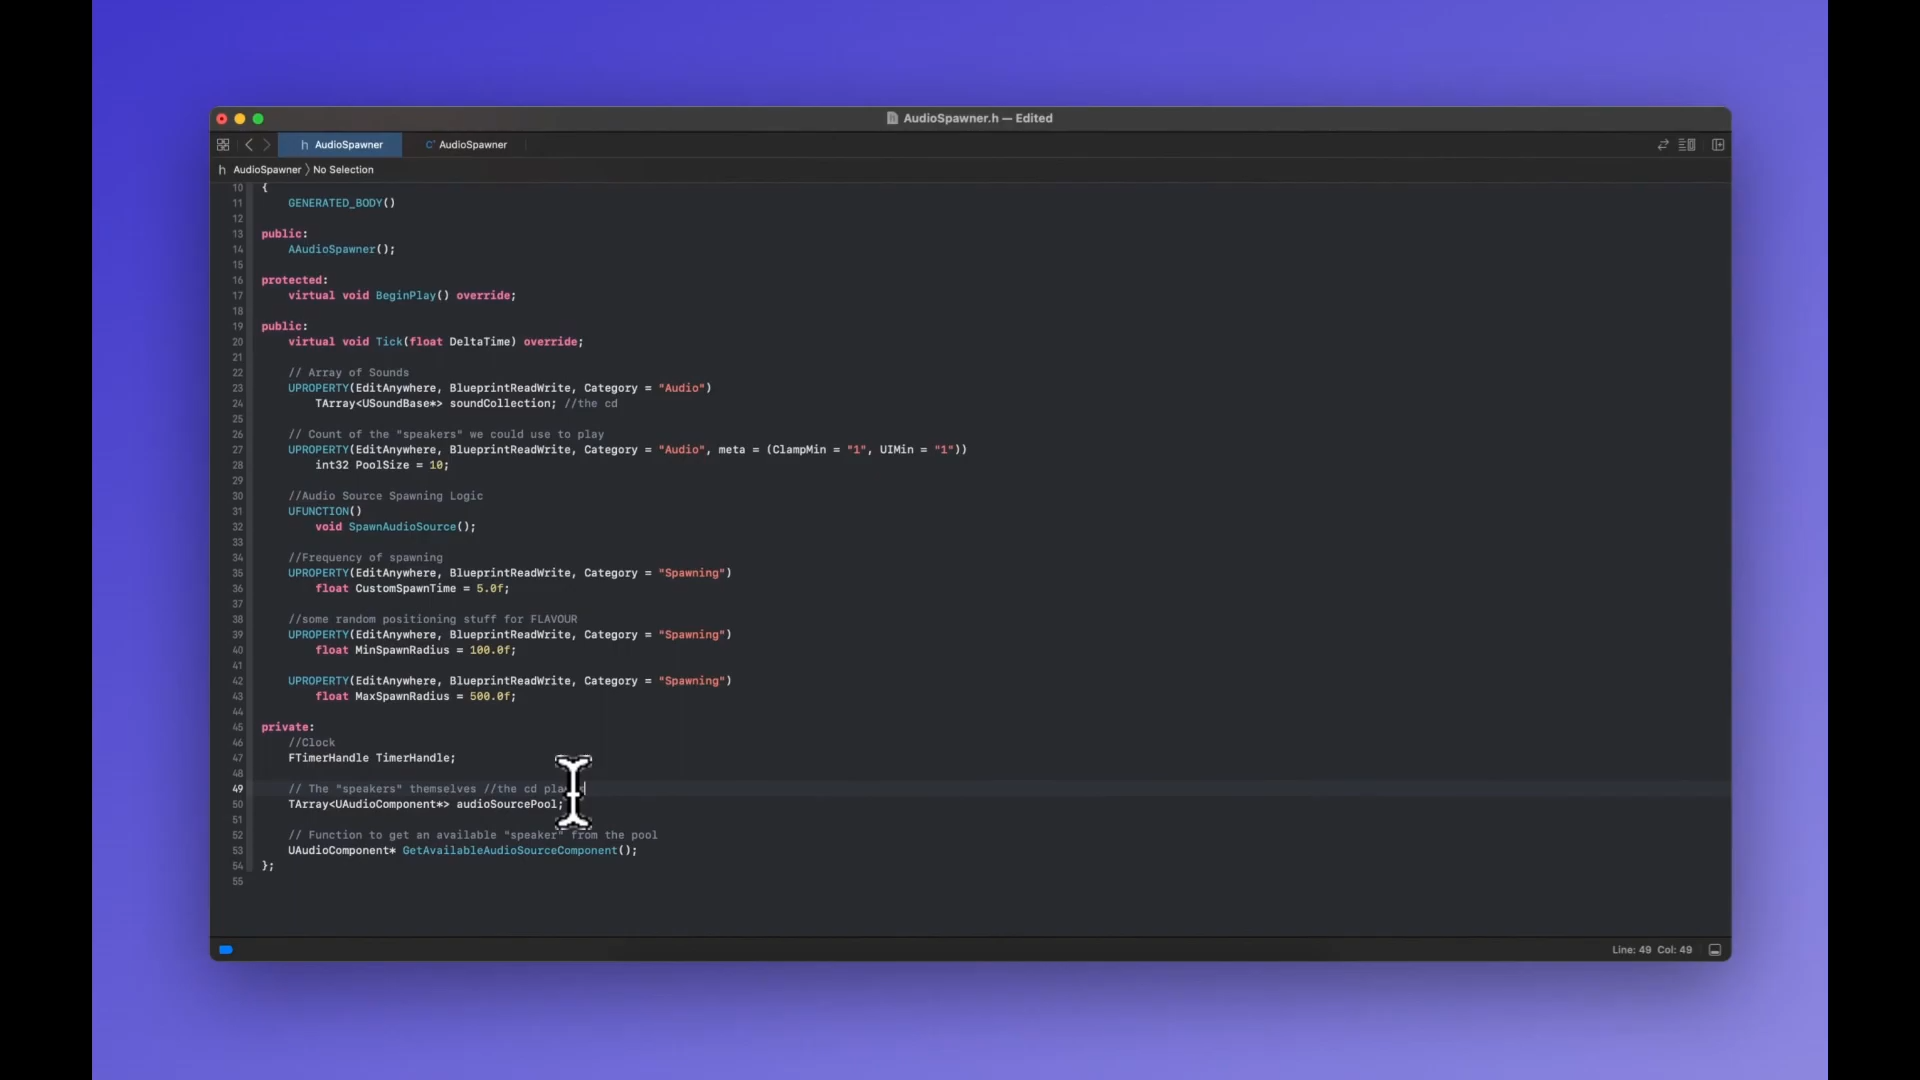 AudioSpawner.h — Edited
h AudioSpawner
C⁺ AudioSpawner
h AudioSpawner 〉 No Selection
10 {
11 GENERATED_BODY()
12
13 public:
14 AAudioSpawner();
15
16 protected:
17 virtual void BeginPlay() override;
18
19 public:
20 virtual void Tick(float DeltaTime) override;
21
22 // Array of Sounds
23 UPROPERTY(EditAnywhere, BlueprintReadWrite, Category = "Audio")
24 TArray<USoundBase*> soundCollection; //the cd
25
26 // Count of the "speakers" we could use to play
27 UPROPERTY(EditAnywhere, BlueprintReadWrite, Category = "Audio", meta = (ClampMin = "1", UIMin = "1"))
28 int32 PoolSize = 10;
29
30 //Audio Source Spawning Logic
31 UFUNCTION()
32 void SpawnAudioSource();
33
34 //Frequency of spawning
35 UPROPERTY(EditAnywhere, BlueprintReadWrite, Category = "Spawning")
36 float CustomSpawnTime = 5.0f;
37
38 //some random positioning stuff for FLAVOUR
39 UPROPERTY(EditAnywhere, BlueprintReadWrite, Category = "Spawning")
40 float MinSpawnRadius = 100.0f;
41
42 UPROPERTY(EditAnywhere, BlueprintReadWrite, Category = "Spawning")
43 float MaxSpawnRadius = 500.0f;
44
45 private:
46 //Clock
47 FTimerHandle TimerHandle;
48
49 // The "speakers" themselves //the cd
50 TArray<UAudioComponent*> audioSourcePool;
51
52 // Function to get an available "speaker" from the pool
53 UAudioComponent* GetAvailableAudioSourceComponent();
54 };
55
Line: 49 Col: 49